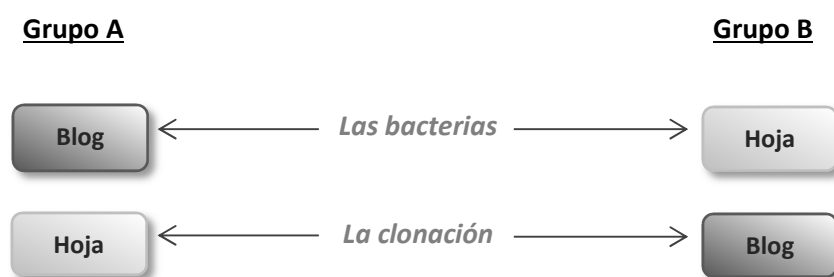 Grupo A Grupo B
Blog Las bacterias Hoja
Hoja La clonación Blog